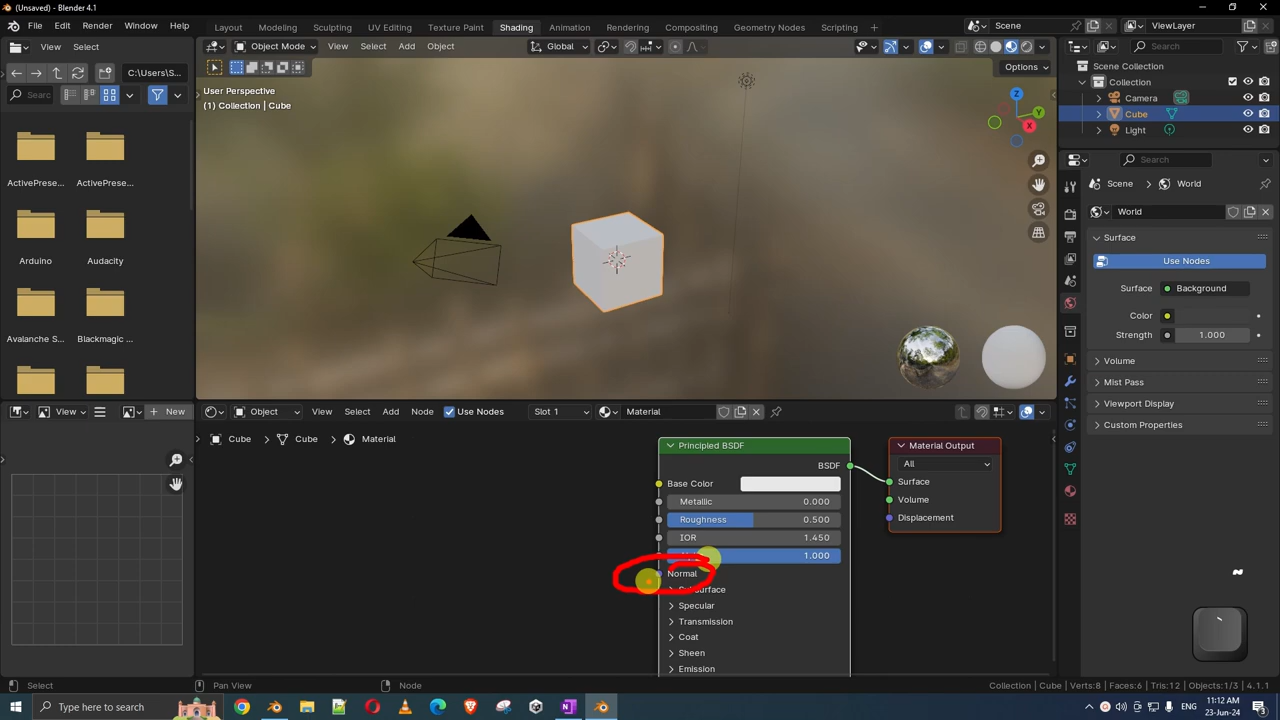 (Unsaved) - Blender 4.1
File Edit Render Window Help
Layout Modeling Sculpting UV Editing Texture Paint Shading Animation Rendering Compositing Geometry Nodes Scripting +
Scene
ViewLayer
View Select
Object Mode View Select Add Object
Global
Search
C:\Users\S...
Searc
Options
ActivePrese...
ActivePrese...
Arduino
Audacity
Avalanche S...
Blackmagic ...
User Perspective
(1) Collection | Cube
Z
Y
X
Scene Collection
Collection
Camera
Cube
Light
Search
Scene > World
World
Surface
Use Nodes
Surface Background
Color
Strength 1.000
Volume
Mist Pass
Viewport Display
Custom Properties
View
New
Object View Select Add Node Use Nodes Slot 1 Material
Cube > Cube > Material
Principled BSDF
BSDF
Base Color
Metallic 0.000
Roughness 0.500
IOR 1.450
1.000
Normal
Subsurface
Specular
Transmission
Coat
Sheen
Emission
Material Output
All
Surface
Volume
Displacement
Select
Pan View
Node
Collection | Cube | Verts:8 | Faces:6 | Tris:12 | Objects:1/3 | 4.1.1
Type here to search
11:12 AM
23-Jun-24